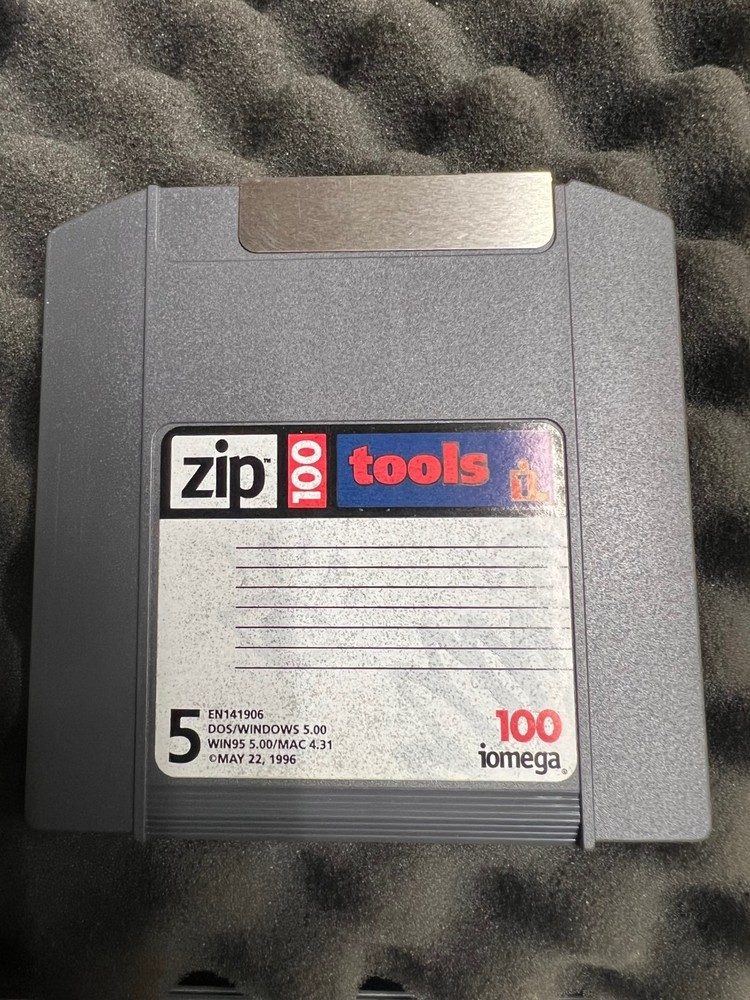 zip™ 100 tools
5 EN141906
DOS/WINDOWS 5.00
WIN95 5.00/MAC 4.31
©MAY 22, 1996
100
iomega®